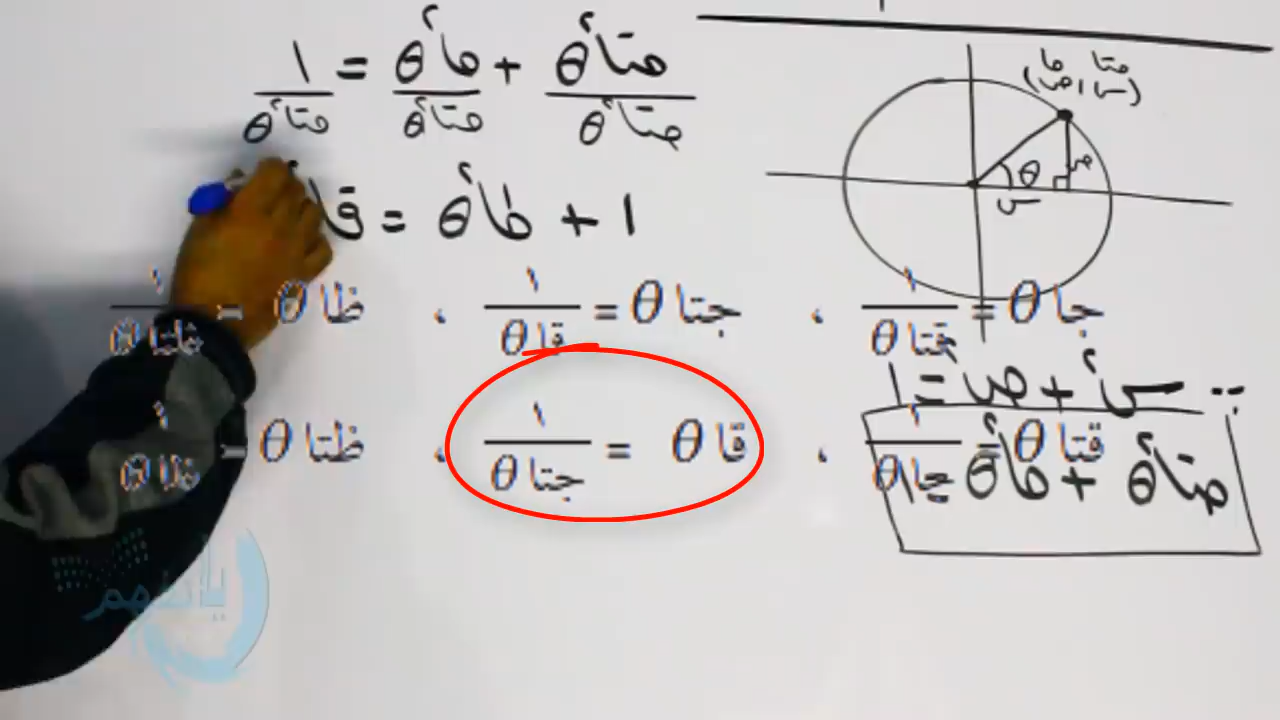 جتا²θ / جتا²θ + جا²θ / جتا²θ = ١ / جتا²θ
جتا جا
(س، ص)
θ
س
١ + ظا²θ = قا
جا θ = ١ / قتا θ ، جتا θ = ١ / قا θ ، ظا θ = ١ / ظتا θ
∴ س² + ص² = ١
قتا θ = ١ / جا θ ، قا θ = ١ / جتا θ ، ظتا θ = ١ / ظا θ
جتا²θ + جا²θ